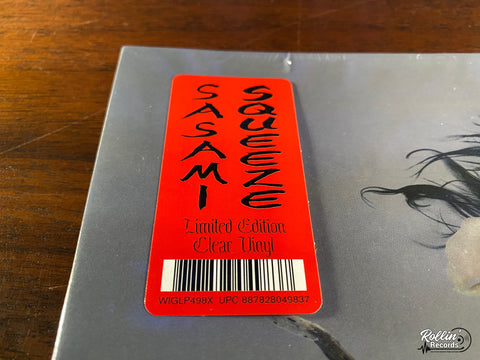 SASAMI
SQUEEZE
Limited Edition
Clear Vinyl
WIGLP498X UPC 887828049837
Rollin'
Records